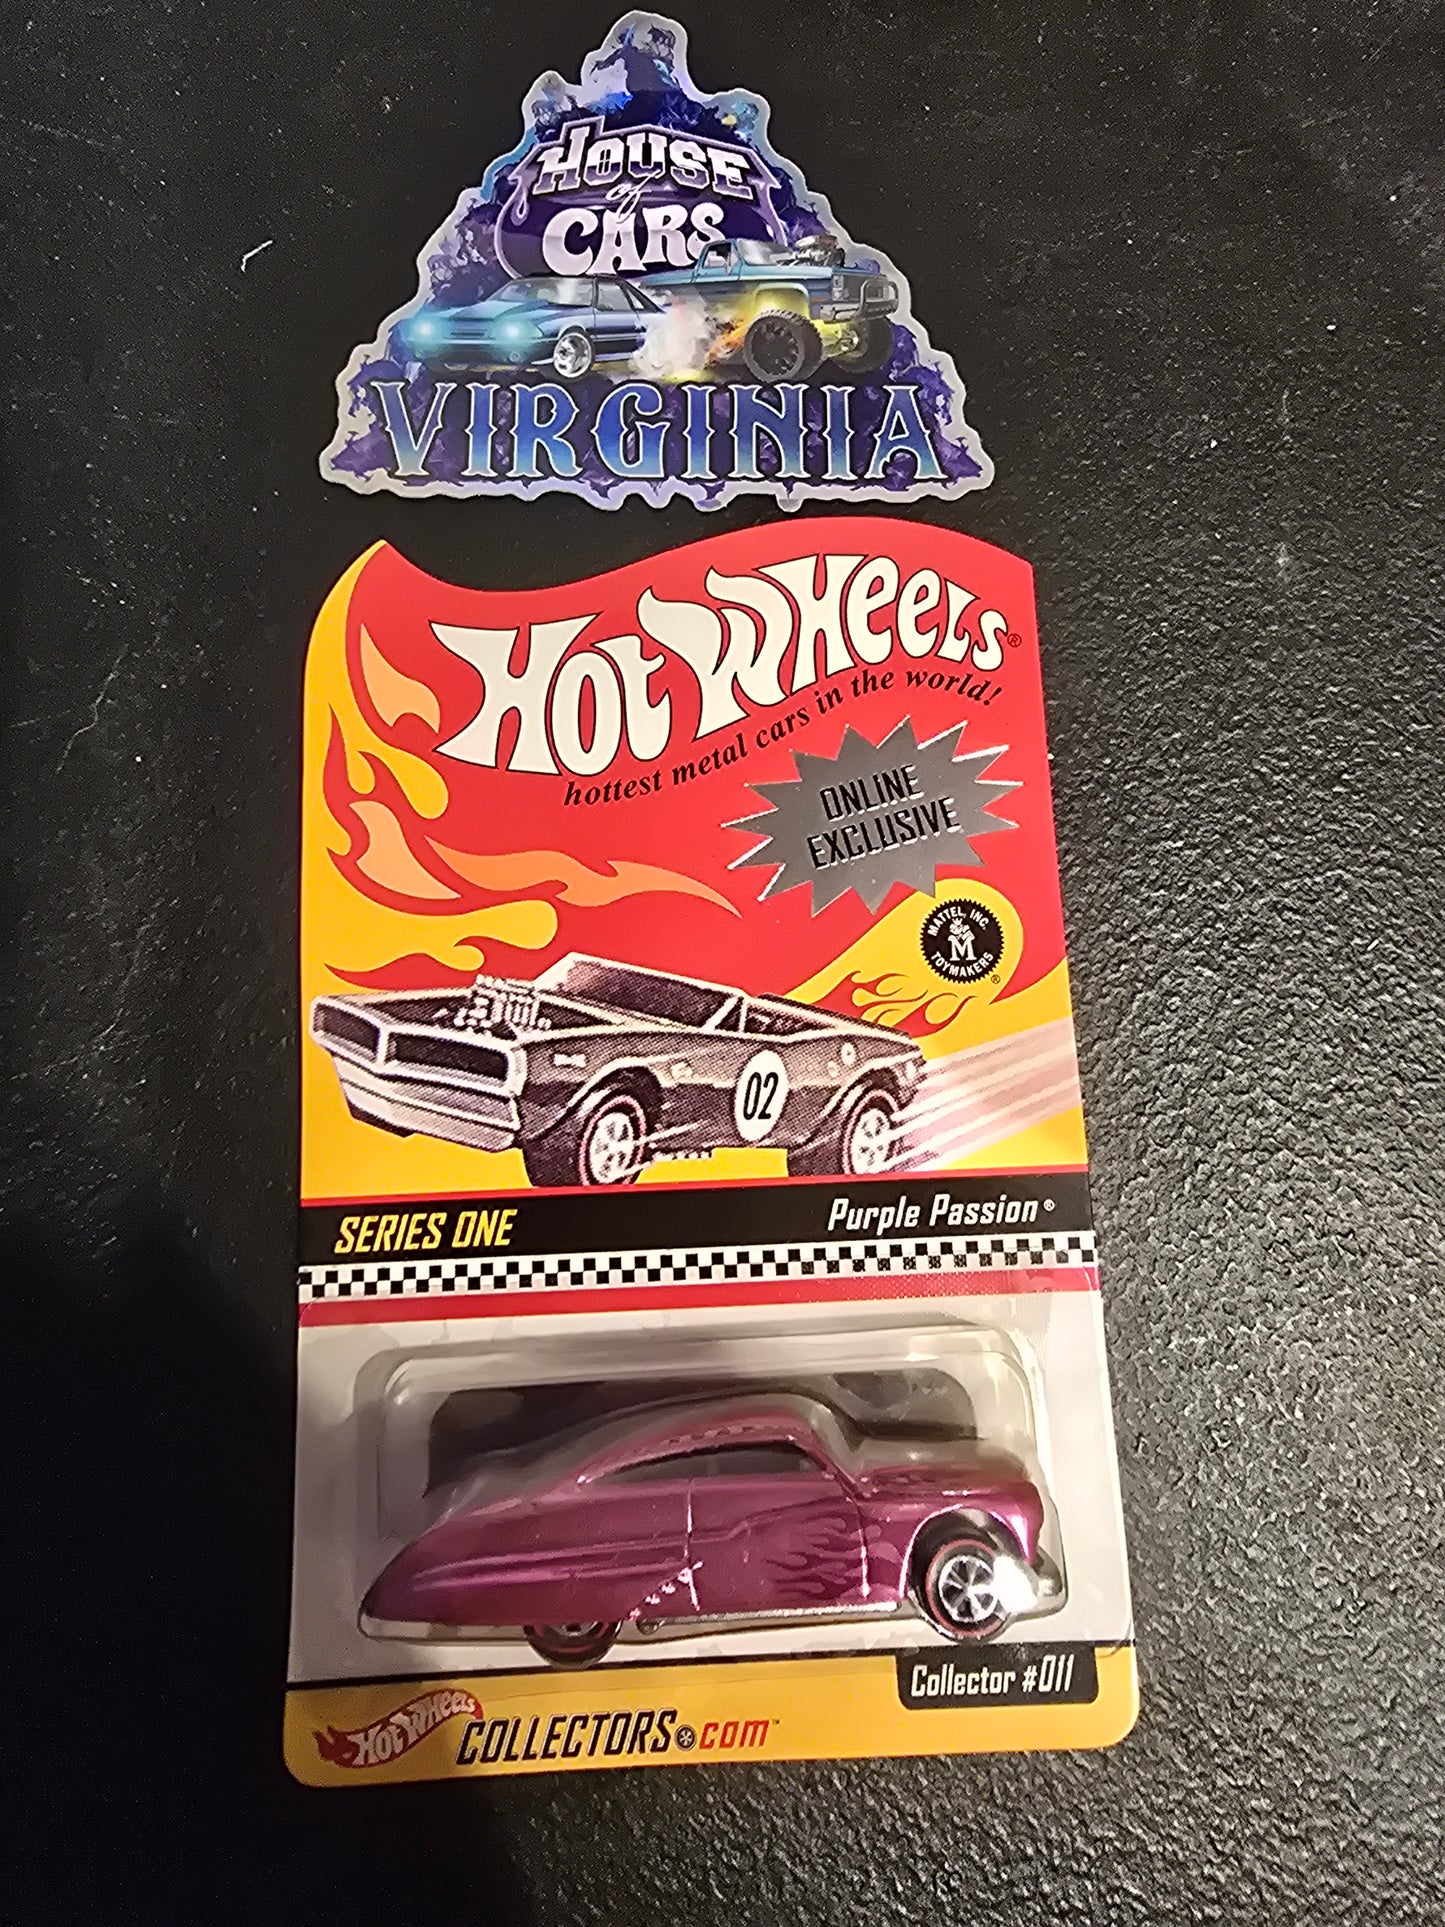 HOUSE
of
CARS
VIRGINIA
HOT WHEELS®
hottest metal cars in the world!
ONLINE
EXCLUSIVE
MATTEL, INC.
M
TOYMAKERS
®
02
SERIES ONE
Purple Passion®
Collector #011
HOT WHEELS
COLLECTORS.com™